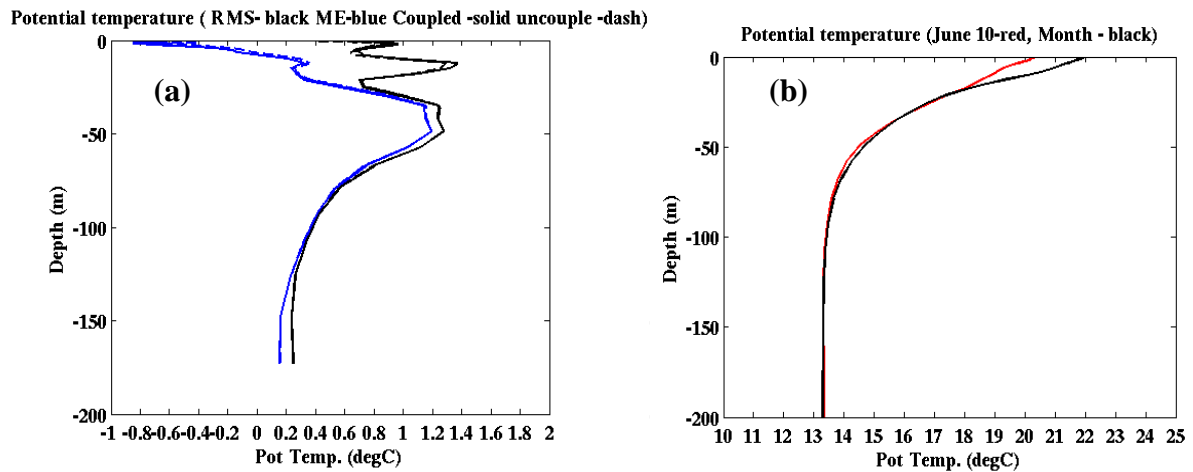 Potential temperature ( RMS- black ME-blue Coupled -solid uncouple -dash)
(a)
0
-50
-100
-150
-200
Depth (m)
-1 -0.8-0.6-0.4-0.2 0 0.2 0.4 0.6 0.8 1 1.2 1.4 1.6 1.8 2
Pot Temp. (degC)
Potential temperature (June 10-red, Month - black)
(b)
0
-50
-100
-150
-200
Depth (m)
10 11 12 13 14 15 16 17 18 19 20 21 22 23 24 25
Pot Temp. (degC)